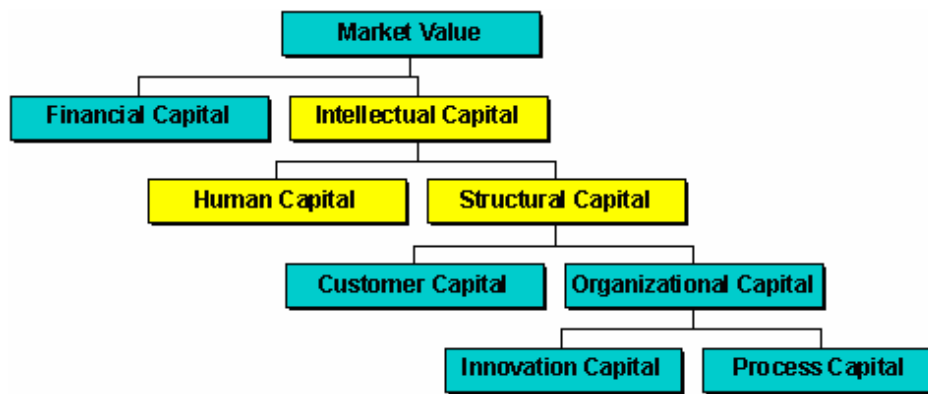 Market Value
Financial Capital
Intellectual Capital
Human Capital
Structural Capital
Customer Capital
Organizational Capital
Innovation Capital
Process Capital